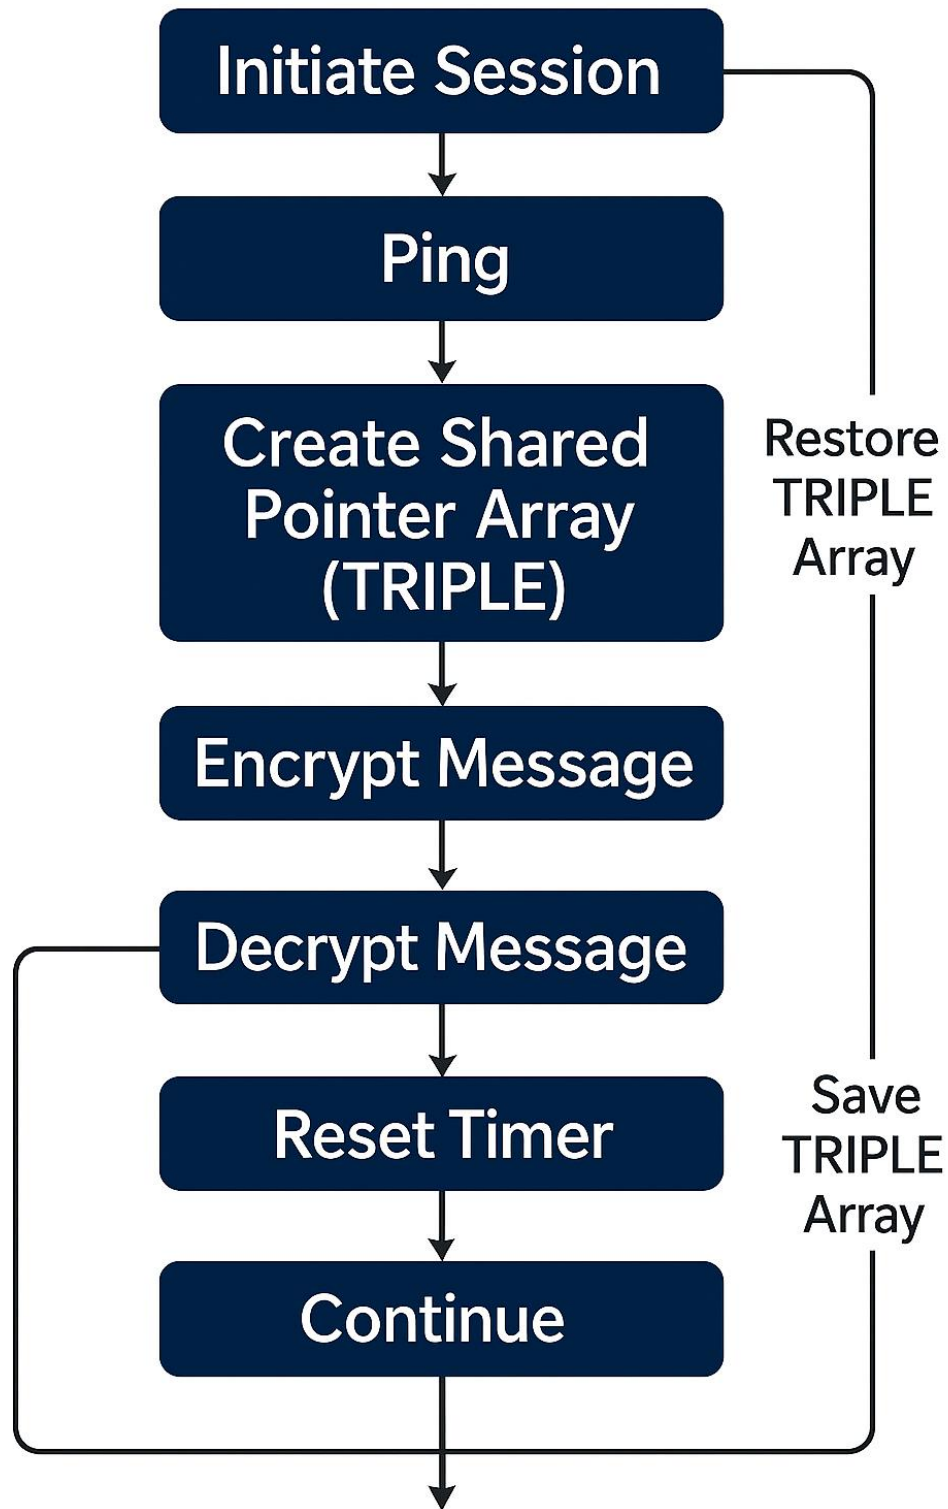 Initiate Session
Ping
Create Shared
Pointer Array
(TRIPLE)
Restore
TRIPLE
Array
Encrypt Message
Decrypt Message
Reset Timer
Save
TRIPLE
Array
Continue